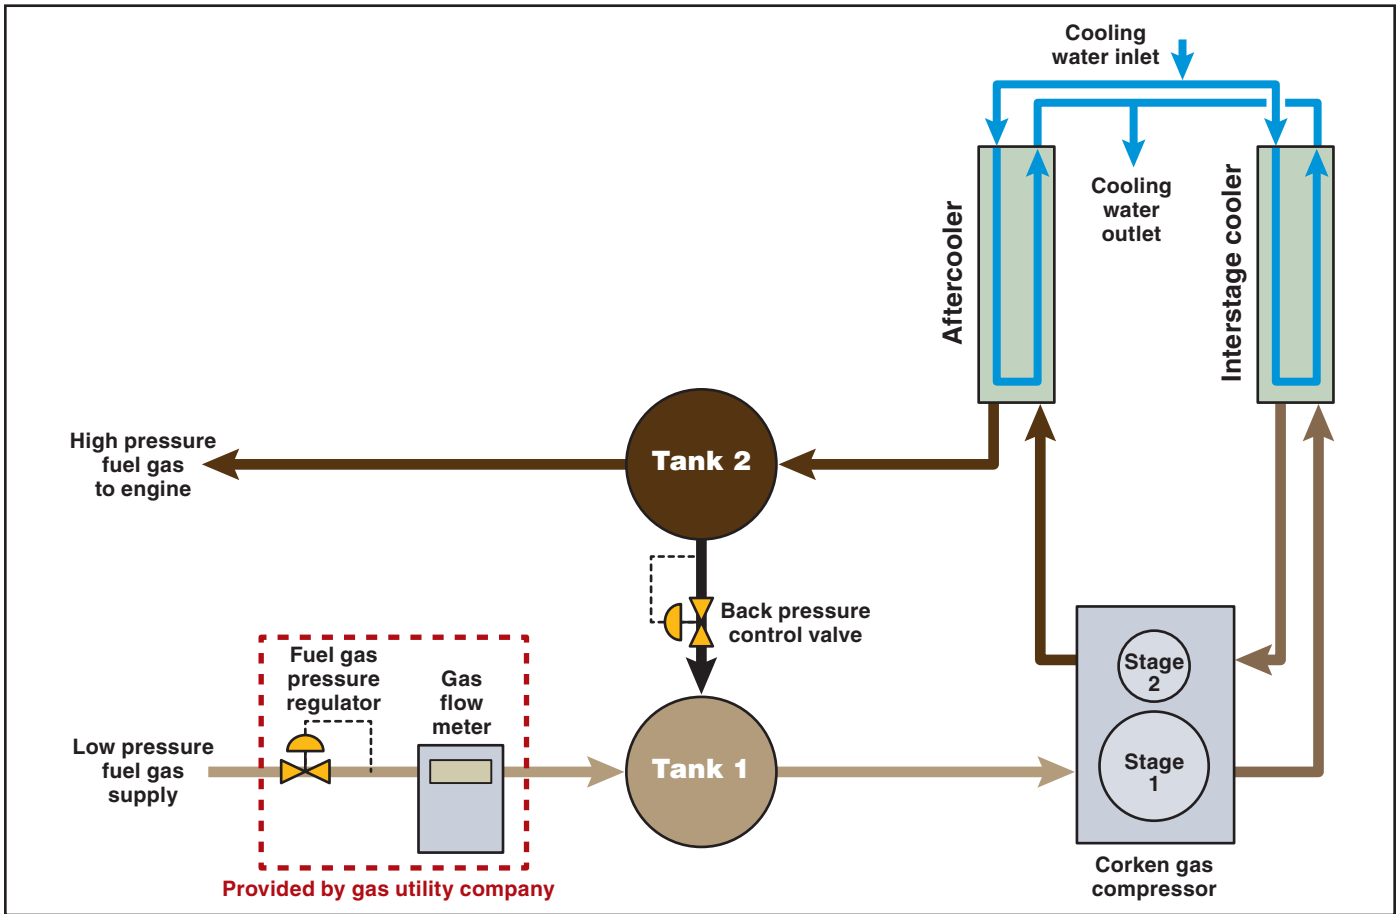 Cooling
water inlet
Cooling
water
outlet
Aftercooler
Interstage cooler
High pressure
fuel gas
to engine
Tank 2
Back pressure
control valve
Fuel gas
pressure
regulator
Gas
flow
meter
Low pressure
fuel gas
supply
Tank 1
Stage
2
Stage
1
Provided by gas utility company
Corken gas
compressor